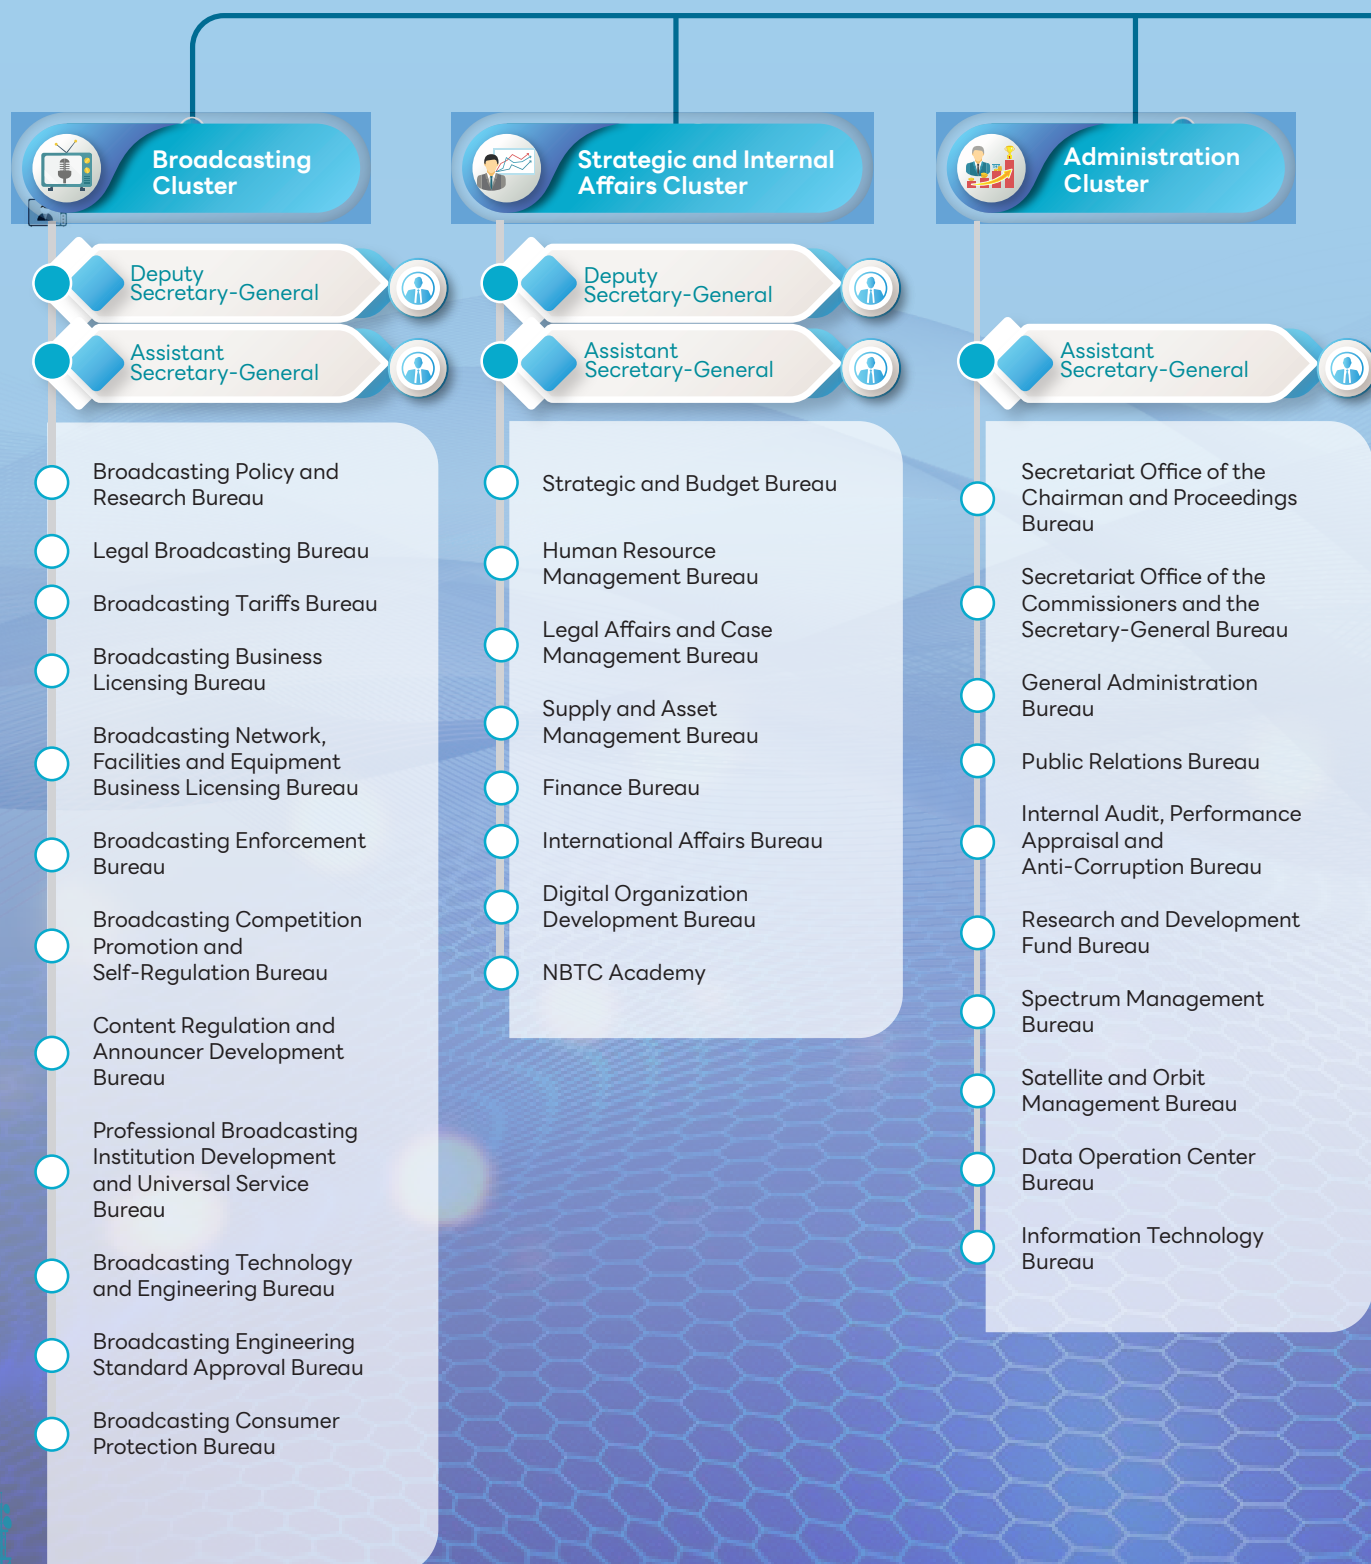 Broadcasting
Cluster
Deputy
Secretary-General
Assistant
Secretary-General
Broadcasting Policy and
Research Bureau
Legal Broadcasting Bureau
Broadcasting Tariffs Bureau
Broadcasting Business
Licensing Bureau
Broadcasting Network,
Facilities and Equipment
Business Licensing Bureau
Broadcasting Enforcement
Bureau
Broadcasting Competition
Promotion and
Self-Regulation Bureau
Content Regulation and
Announcer Development
Bureau
Professional Broadcasting
Institution Development
and Universal Service
Bureau
Broadcasting Technology
and Engineering Bureau
Broadcasting Engineering
Standard Approval Bureau
Broadcasting Consumer
Protection Bureau
Strategic and Internal
Affairs Cluster
Deputy
Secretary-General
Assistant
Secretary-General
Strategic and Budget Bureau
Human Resource
Management Bureau
Legal Affairs and Case
Management Bureau
Supply and Asset
Management Bureau
Finance Bureau
International Affairs Bureau
Digital Organization
Development Bureau
NBTC Academy
Administration
Cluster
Assistant
Secretary-General
Secretariat Office of the
Chairman and Proceedings
Bureau
Secretariat Office of the
Commissioners and the
Secretary-General Bureau
General Administration
Bureau
Public Relations Bureau
Internal Audit, Performance
Appraisal and
Anti-Corruption Bureau
Research and Development
Fund Bureau
Spectrum Management
Bureau
Satellite and Orbit
Management Bureau
Data Operation Center
Bureau
Information Technology
Bureau